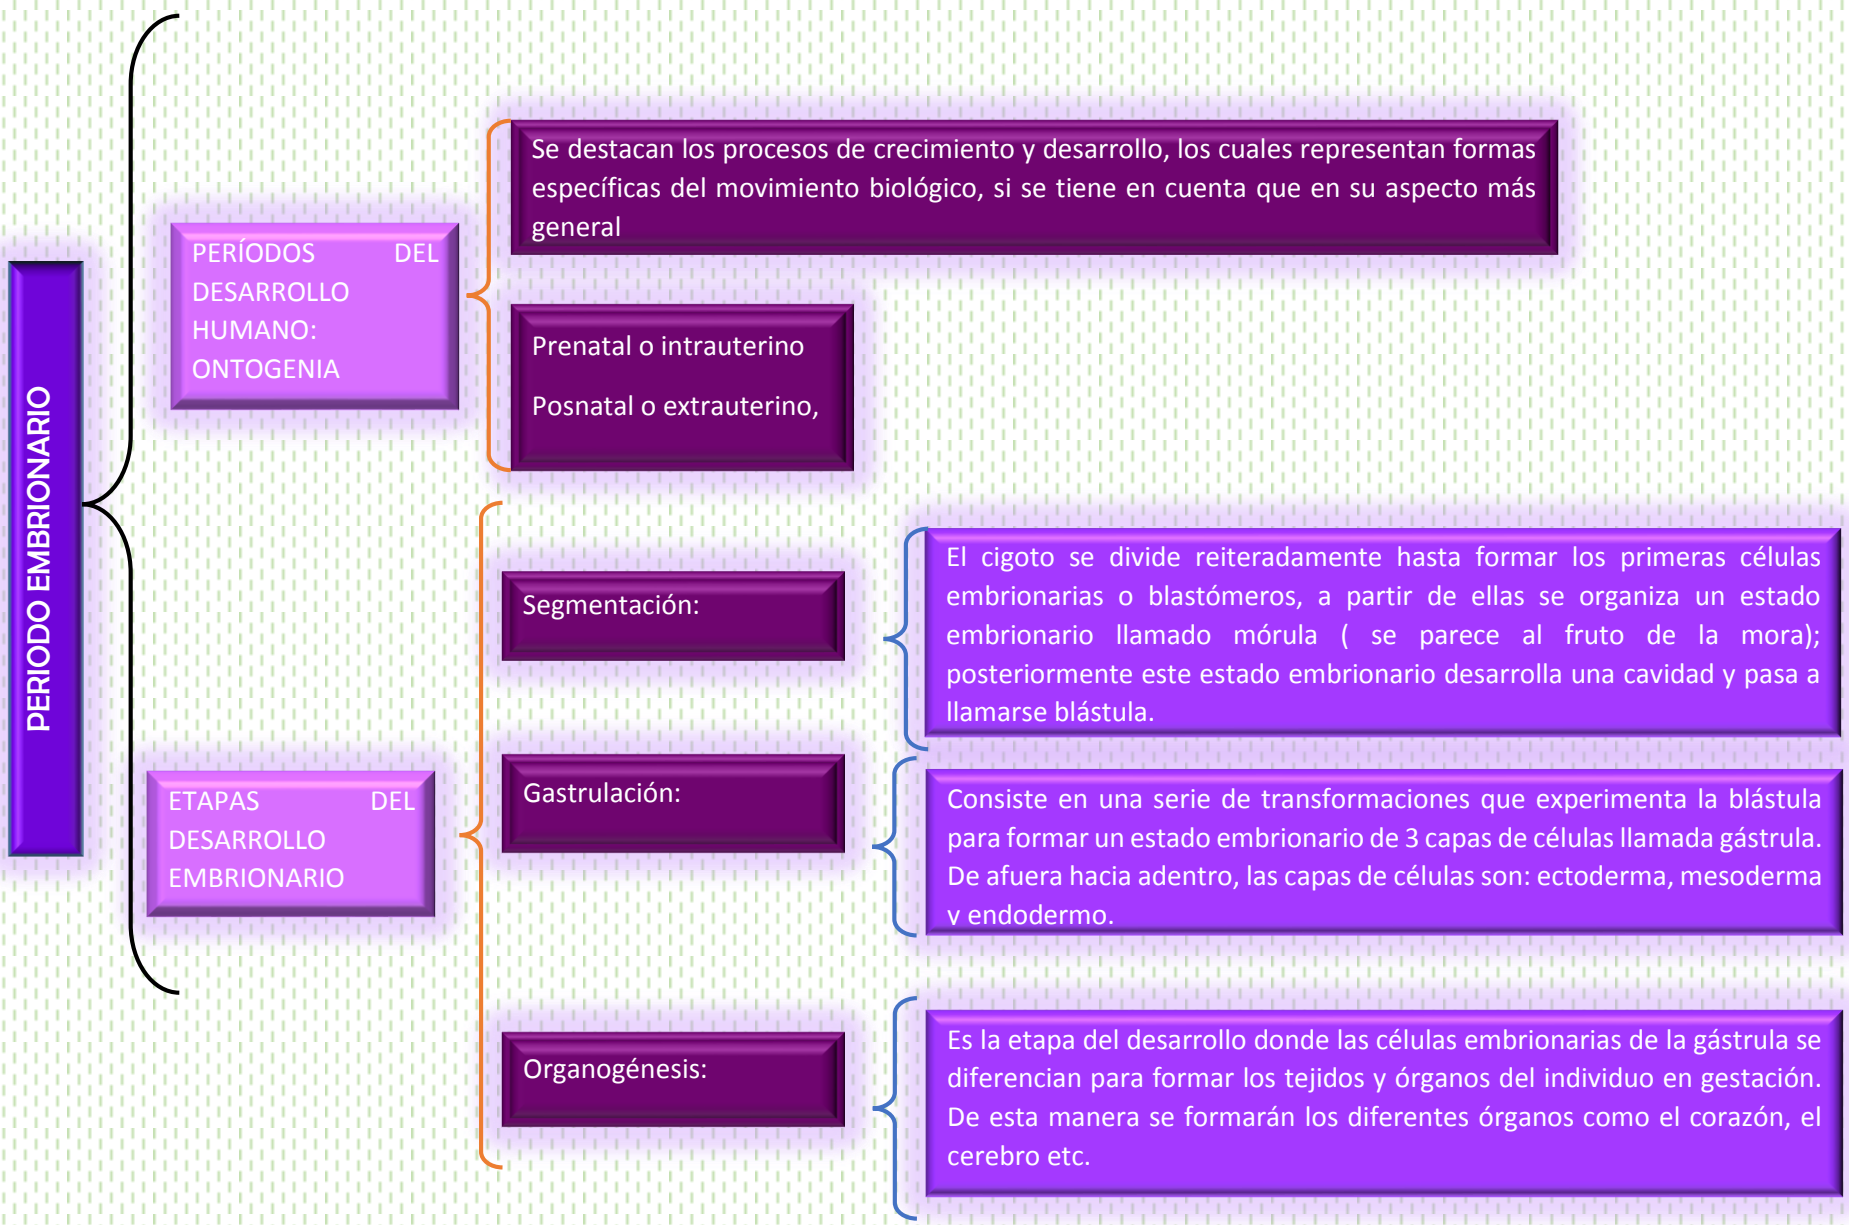 PERIODO EMBRIONARIO
PERÍODOS DEL
DESARROLLO
HUMANO:
ONTOGENIA
Se destacan los procesos de crecimiento y desarrollo, los cuales representan formas
específicas del movimiento biológico, si se tiene en cuenta que en su aspecto más
general
Prenatal o intrauterino
Posnatal o extrauterino,
ETAPAS DEL
DESARROLLO
EMBRIONARIO
Segmentación:
El cigoto se divide reiteradamente hasta formar los primeras células
embrionarias o blastómeros, a partir de ellas se organiza un estado
embrionario llamado mórula ( se parece al fruto de la mora);
posteriormente este estado embrionario desarrolla una cavidad y pasa a
llamarse blástula.
Gastrulación:
Consiste en una serie de transformaciones que experimenta la blástula
para formar un estado embrionario de 3 capas de células llamada gástrula.
De afuera hacia adentro, las capas de células son: ectoderma, mesoderma
y endodermo.
Organogénesis:
Es la etapa del desarrollo donde las células embrionarias de la gástrula se
diferencian para formar los tejidos y órganos del individuo en gestación.
De esta manera se formarán los diferentes órganos como el corazón, el
cerebro etc.